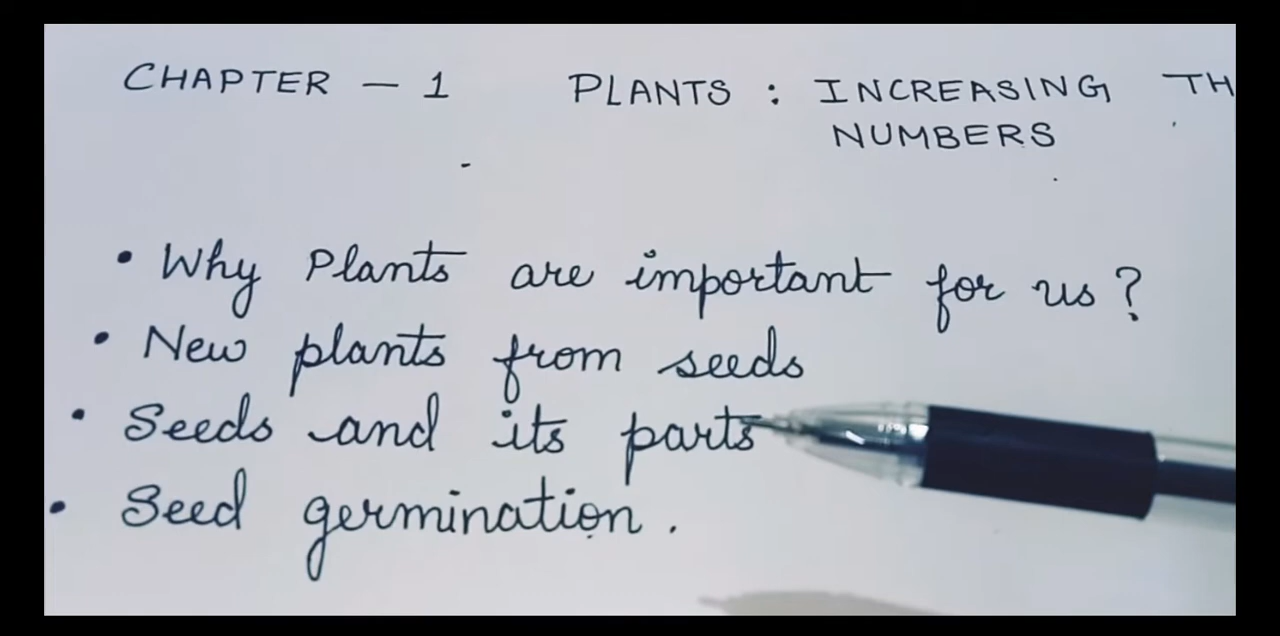 CHAPTER – 1 PLANTS : INCREASING TH
NUMBERS
• Why Plants are important for us?
• New plants from seeds
• Seeds and its parts
• Seed germination.